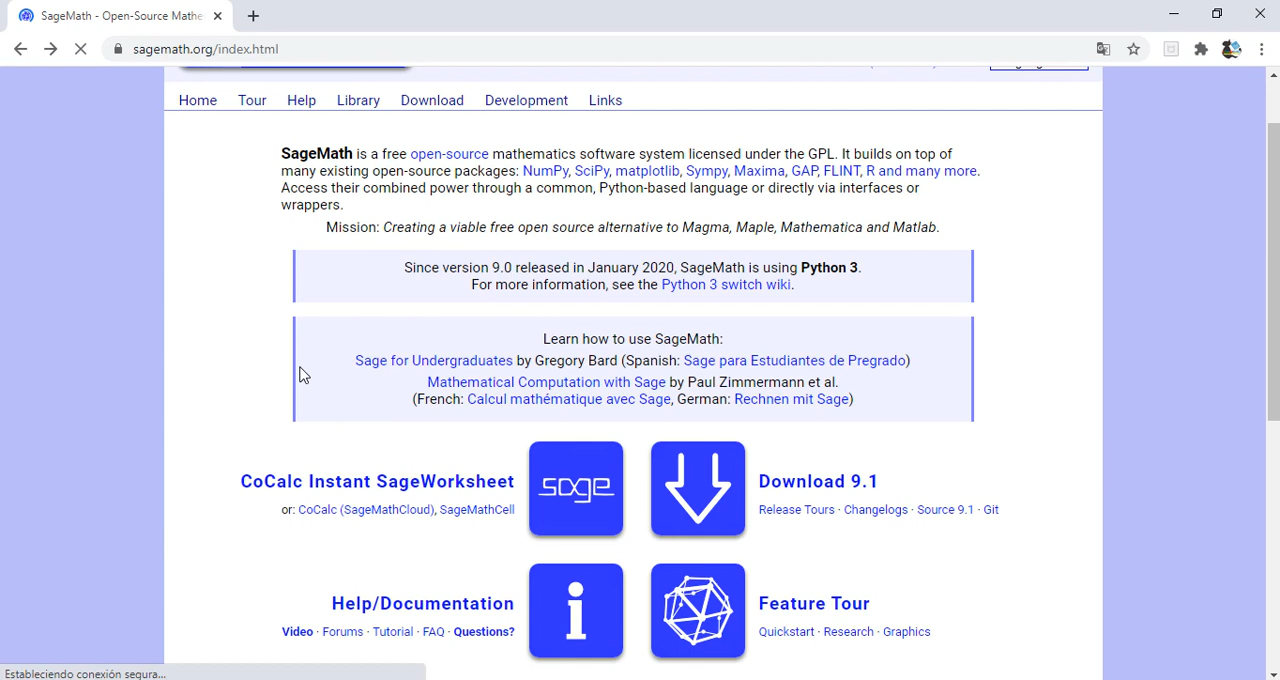 SageMath - Open-Source Mathe
sagemath.org/index.html
Home Tour Help Library Download Development Links
SageMath is a free open-source mathematics software system licensed under the GPL. It builds on top of
many existing open-source packages: NumPy, SciPy, matplotlib, Sympy, Maxima, GAP, FLINT, R and many more.
Access their combined power through a common, Python-based language or directly via interfaces or
wrappers.
Mission: Creating a viable free open source alternative to Magma, Maple, Mathematica and Matlab.
Since version 9.0 released in January 2020, SageMath is using Python 3.
For more information, see the Python 3 switch wiki.
Learn how to use SageMath:
Sage for Undergraduates by Gregory Bard (Spanish: Sage para Estudiantes de Pregrado)
Mathematical Computation with Sage by Paul Zimmermann et al.
(French: Calcul mathématique avec Sage, German: Rechnen mit Sage)
CoCalc Instant SageWorksheet
or: CoCalc (SageMathCloud), SageMathCell
sage
Download 9.1
Release Tours · Changelogs · Source 9.1 · Git
Help/Documentation
Video · Forums · Tutorial · FAQ · Questions?
i
Feature Tour
Quickstart · Research · Graphics
Estableciendo conexión segura...